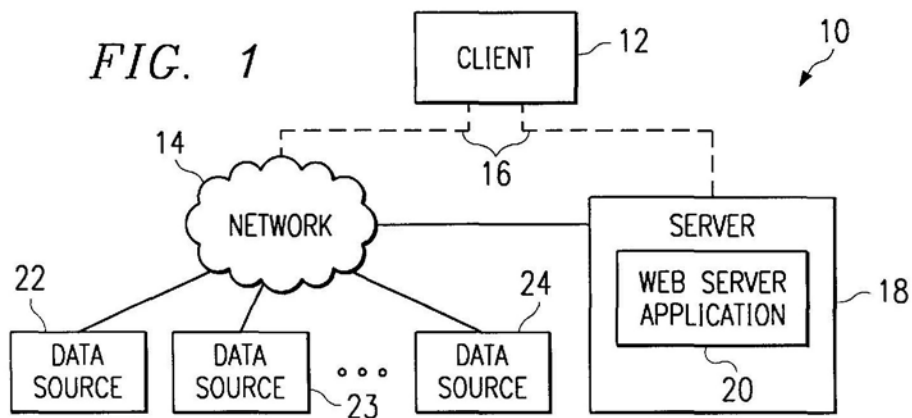 FIG. 1
CLIENT
12
10
14
16
NETWORK
SERVER
WEB SERVER
APPLICATION
18
20
22
DATA
SOURCE
DATA
SOURCE
23
24
DATA
SOURCE